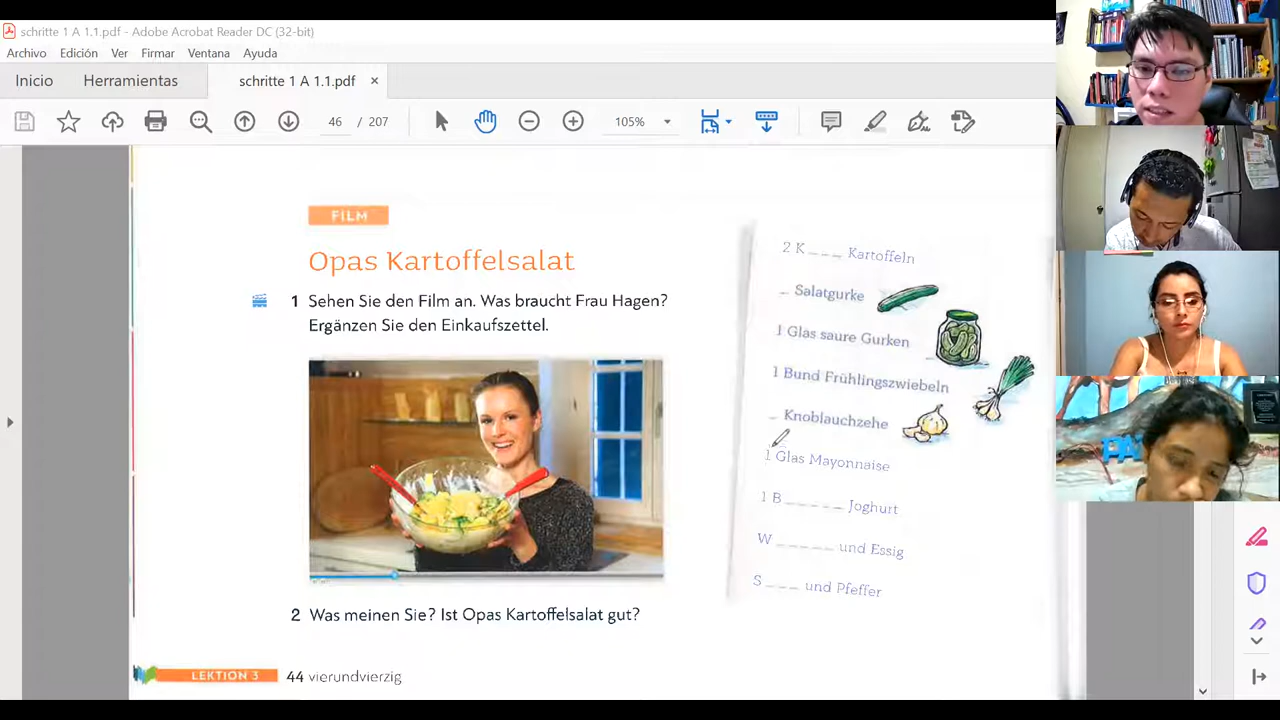 schritte 1 A 1.1.pdf - Adobe Acrobat Reader DC (32-bit)
Archivo Edición Ver Firmar Ventana Ayuda
Inicio Herramientas schritte 1 A 1.1.pdf ×
46 / 207 105%
FILM
Opas Kartoffelsalat
1 Sehen Sie den Film an. Was braucht Frau Hagen?
Ergänzen Sie den Einkaufszettel.
2 K _ _ _ Kartoffeln
_ Salatgurke
1 Glas saure Gurken
1 Bund Frühlingszwiebeln
_ Knoblauchzehe
1 Glas Mayonnaise
1 B _ _ _ _ _ Joghurt
W _ _ _ _ _ und Essig
S _ _ _ und Pfeffer
2 Was meinen Sie? Ist Opas Kartoffelsalat gut?
LEKTION 3 44 vierundvierzig